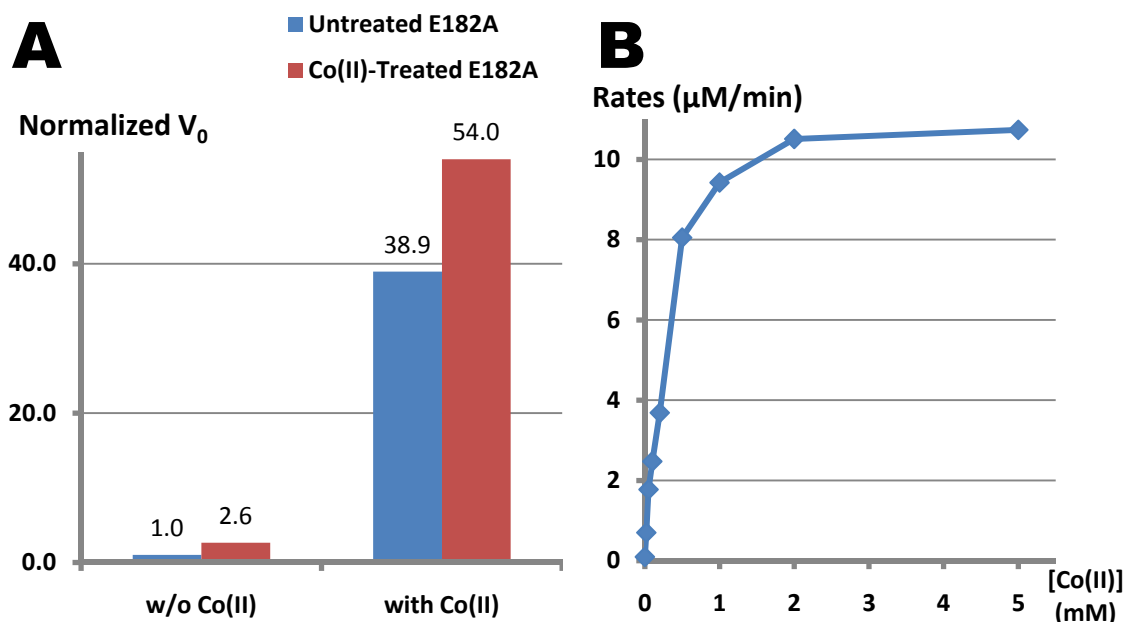 A
Untreated E182A
Co(II)-Treated E182A
Normalized V₀
54.0
38.9
40.0
20.0
1.0
2.6
0.0
w/o Co(II)
with Co(II)
B
Rates (μM/min)
10
8
6
4
2
0
0 1 2 3 4 5
[Co(II)]
(mM)